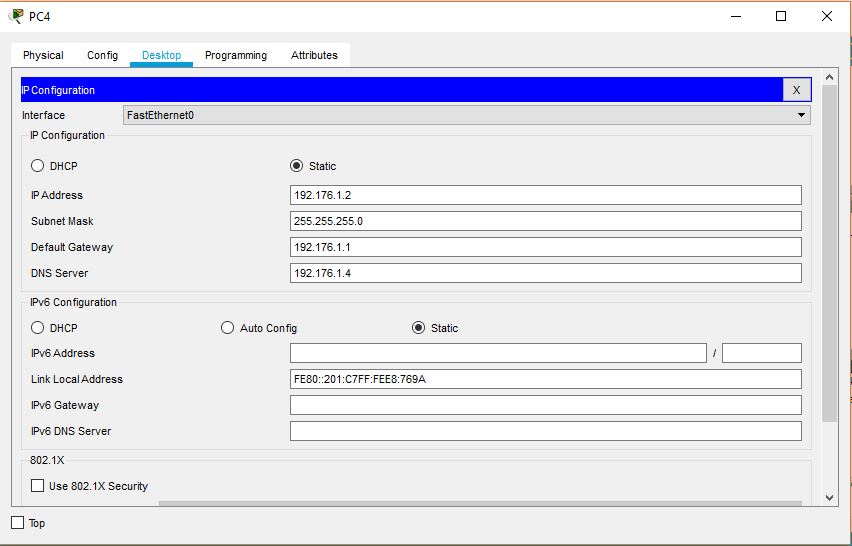 PC4
Physical Config Desktop Programming Attributes
IP Configuration X
Interface FastEthernet0
IP Configuration
DHCP Static
IP Address 192.176.1.2
Subnet Mask 255.255.255.0
Default Gateway 192.176.1.1
DNS Server 192.176.1.4
IPv6 Configuration
DHCP Auto Config Static
IPv6 Address /
Link Local Address FE80::201:C7FF:FEE8:769A
IPv6 Gateway
IPv6 DNS Server
802.1X
Use 802.1X Security
Top